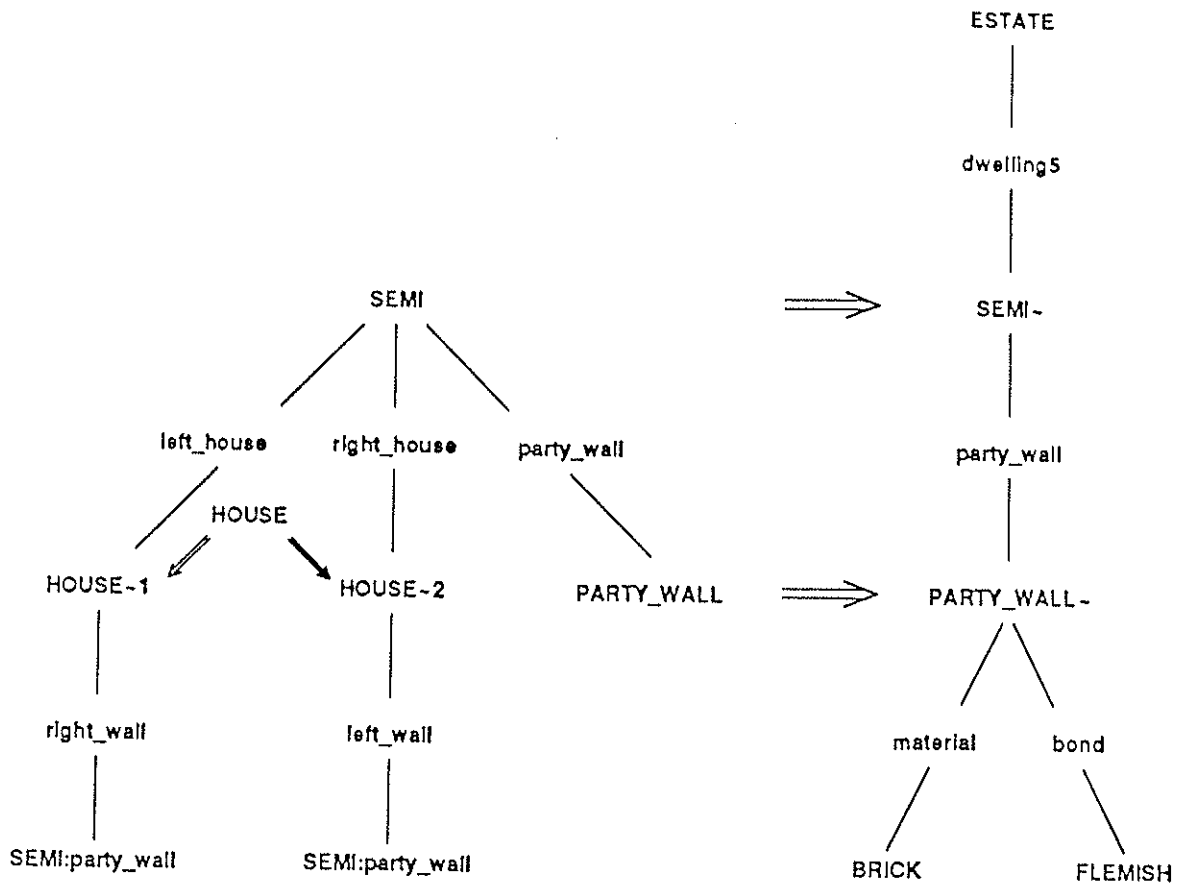 ESTATE
dwelling5
SEMI
SEMI~
left_house
right_house
party_wall
party_wall
HOUSE
HOUSE~1
HOUSE~2
PARTY_WALL
PARTY_WALL~
right_wall
left_wall
material
bond
SEMI:party_wall
SEMI:party_wall
BRICK
FLEMISH